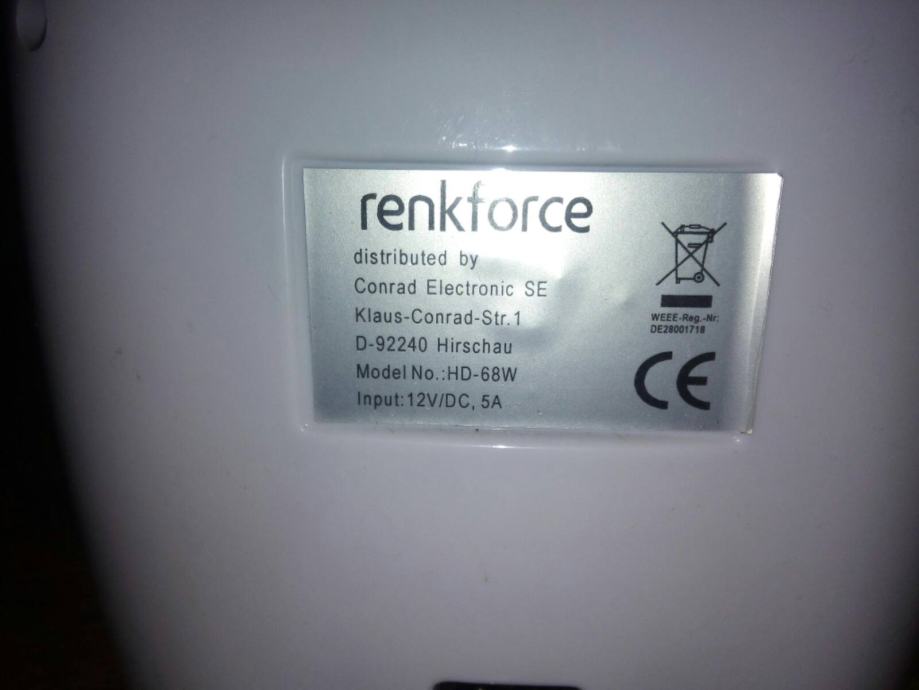 renkforce
distributed by
Conrad Electronic SE
Klaus-Conrad-Str.1
D-92240 Hirschau
Model No.:HD-68W
Input:12V/DC, 5A
WEEE-Reg.-Nr:
DE28001718
CE